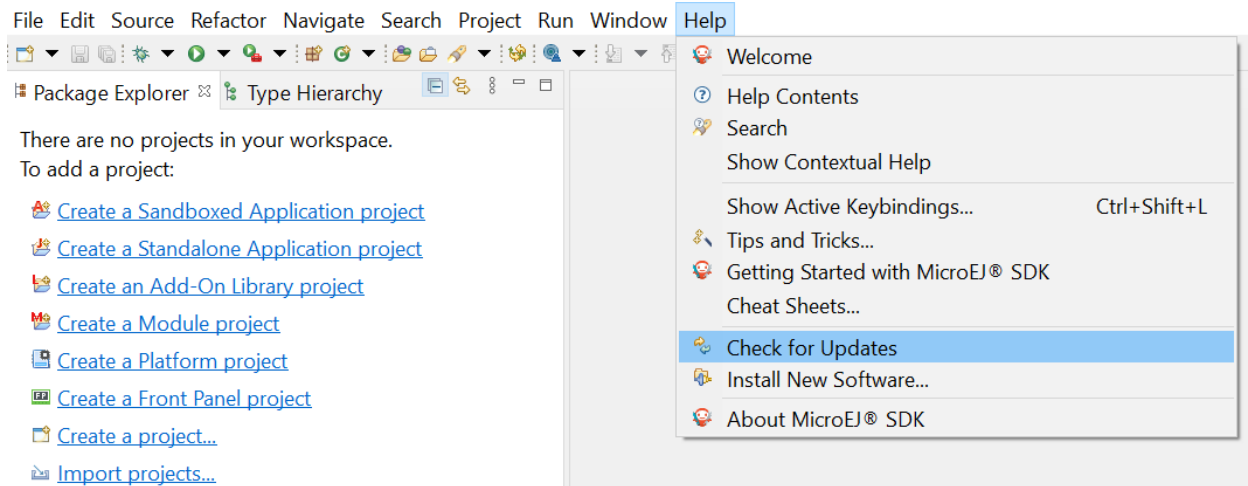 File Edit Source Refactor Navigate Search Project Run Window Help
Package Explorer Type Hierarchy
There are no projects in your workspace.
To add a project:
Create a Sandboxed Application project
Create a Standalone Application project
Create an Add-On Library project
Create a Module project
Create a Platform project
Create a Front Panel project
Create a project...
Import projects...
Welcome
Help Contents
Search
Show Contextual Help
Show Active Keybindings... Ctrl+Shift+L
Tips and Tricks...
Getting Started with MicroEJ® SDK
Cheat Sheets...
Check for Updates
Install New Software...
About MicroEJ® SDK